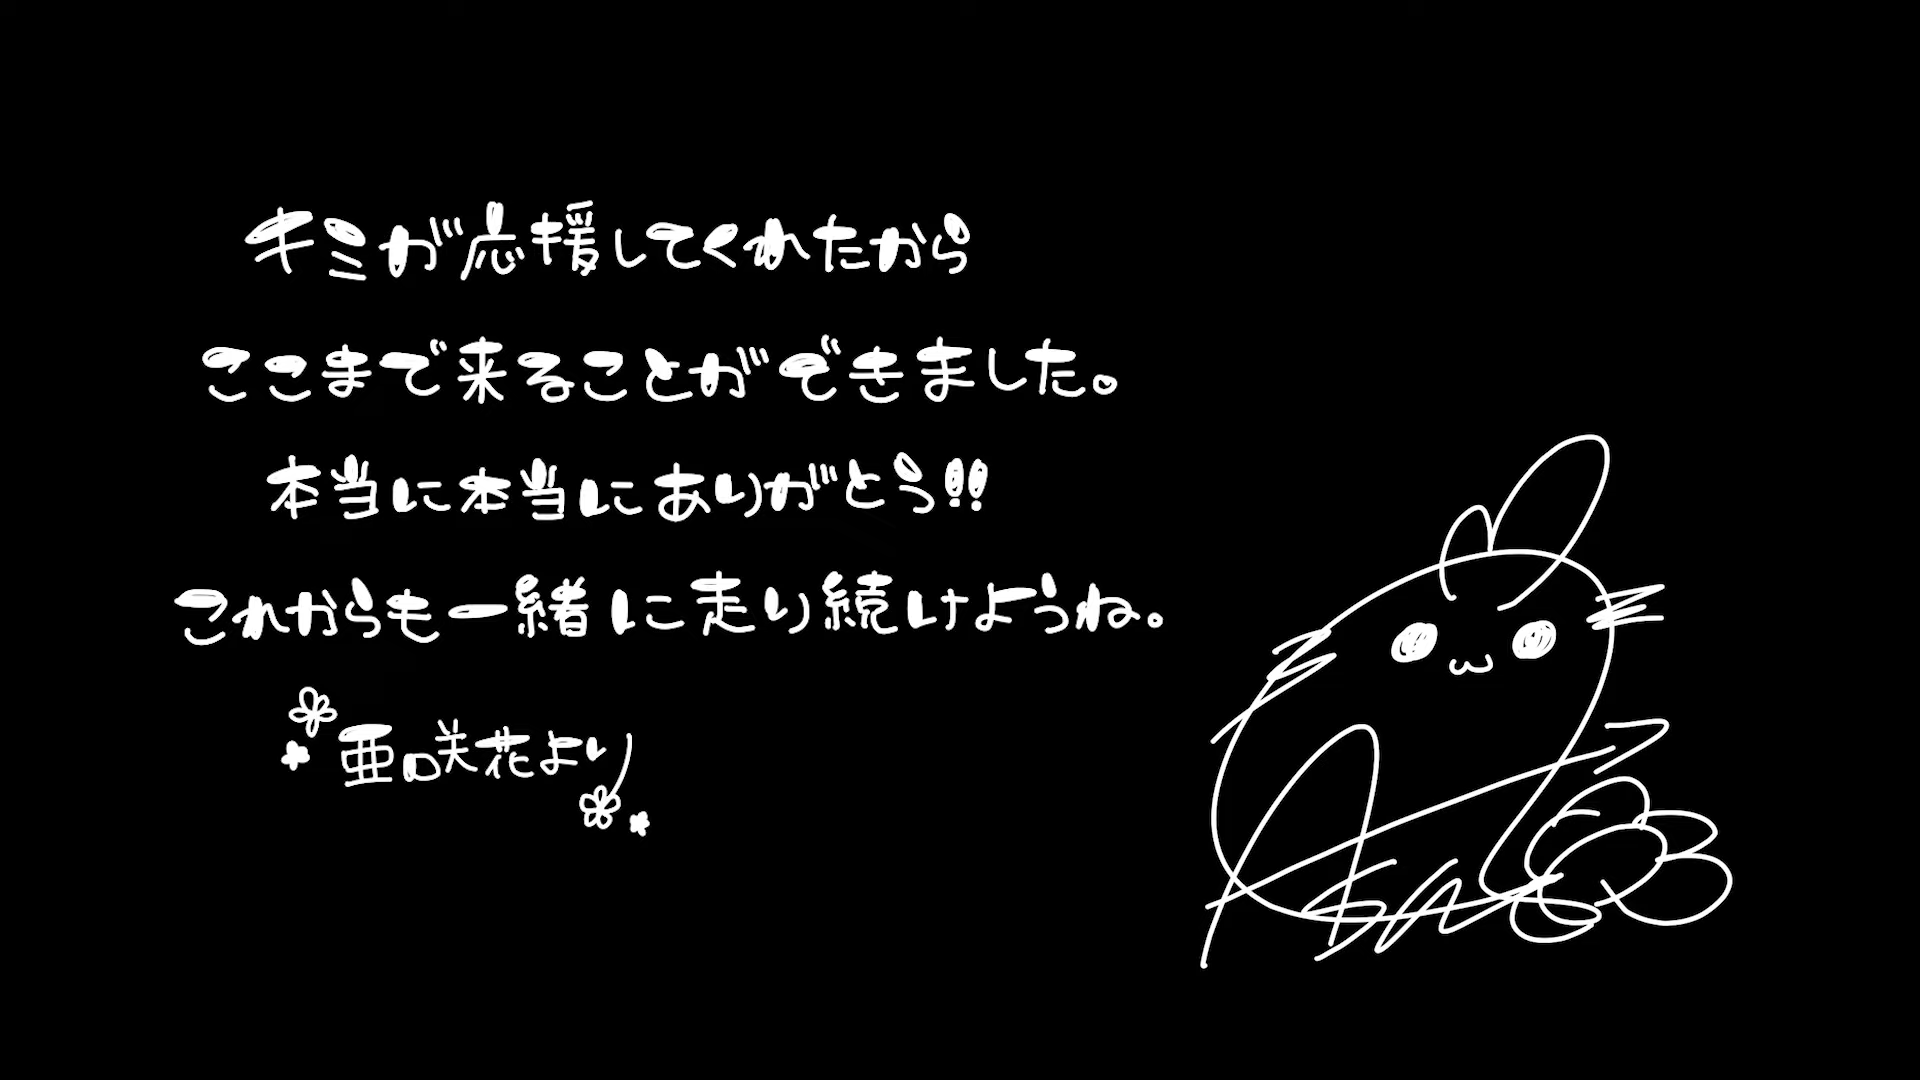 キミが応援してくれたから
ここまで来ることができました。
本当に本当にありがとう!!
これからも一緒に走り続けようね。
亜咲花より
Asaka